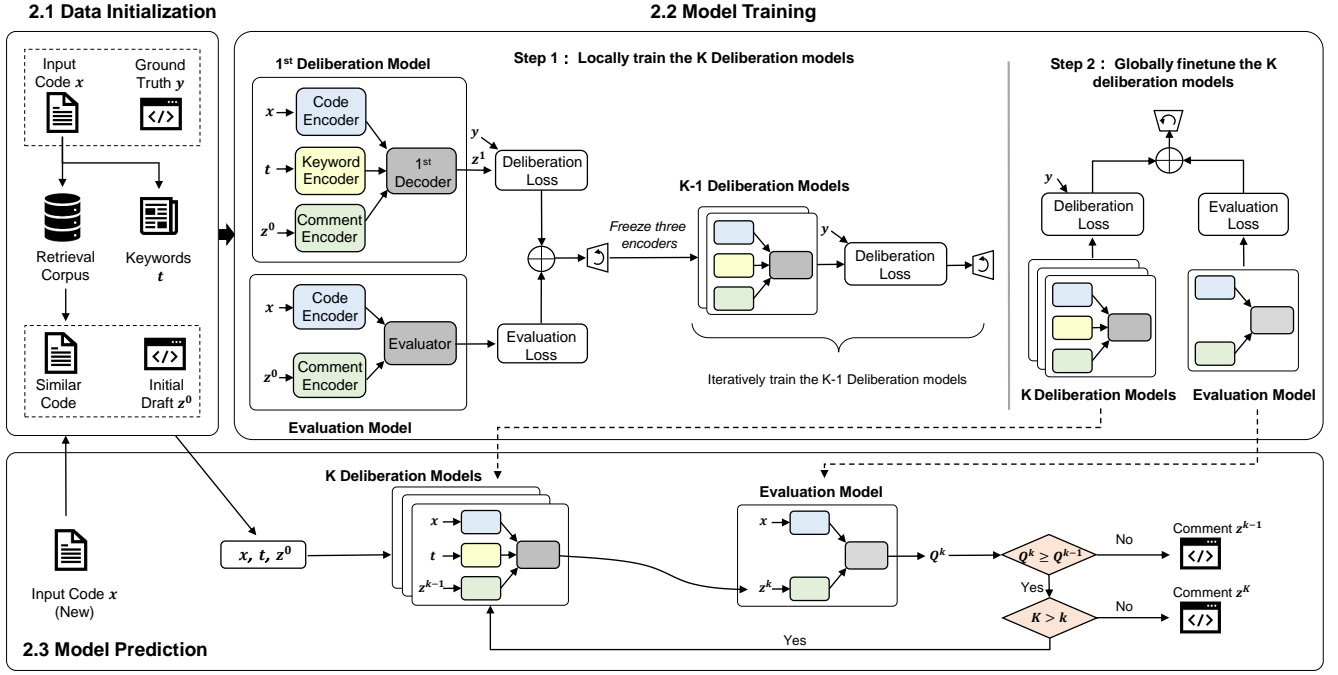 2.1 Data Initialization
2.2 Model Training
Input
Code x
Ground
Truth y
Retrieval
Corpus
Keywords
t
Similar
Code
Initial
Draft z⁰
1st Deliberation Model
Step 1： Locally train the K Deliberation models
x
Code
Encoder
t
Keyword
Encoder
z⁰
Comment
Encoder
1st
Decoder
y
z¹
Deliberation
Loss
x
Code
Encoder
z⁰
Comment
Encoder
Evaluator
Evaluation
Loss
Evaluation Model
Freeze three
encoders
K-1 Deliberation Models
y
Deliberation
Loss
Iteratively train the K-1 Deliberation models
Step 2： Globally finetune the K
deliberation models
y
Deliberation
Loss
Evaluation
Loss
K Deliberation Models
Evaluation Model
Input Code x
(New)
x, t, z⁰
K Deliberation Models
x
t
zᵏ⁻¹
Evaluation Model
x
zᵏ
Qᵏ
Qᵏ ≥ Qᵏ⁻¹
No
Comment zᵏ⁻¹
Yes
K > k
No
Comment zᴷ
Yes
2.3 Model Prediction